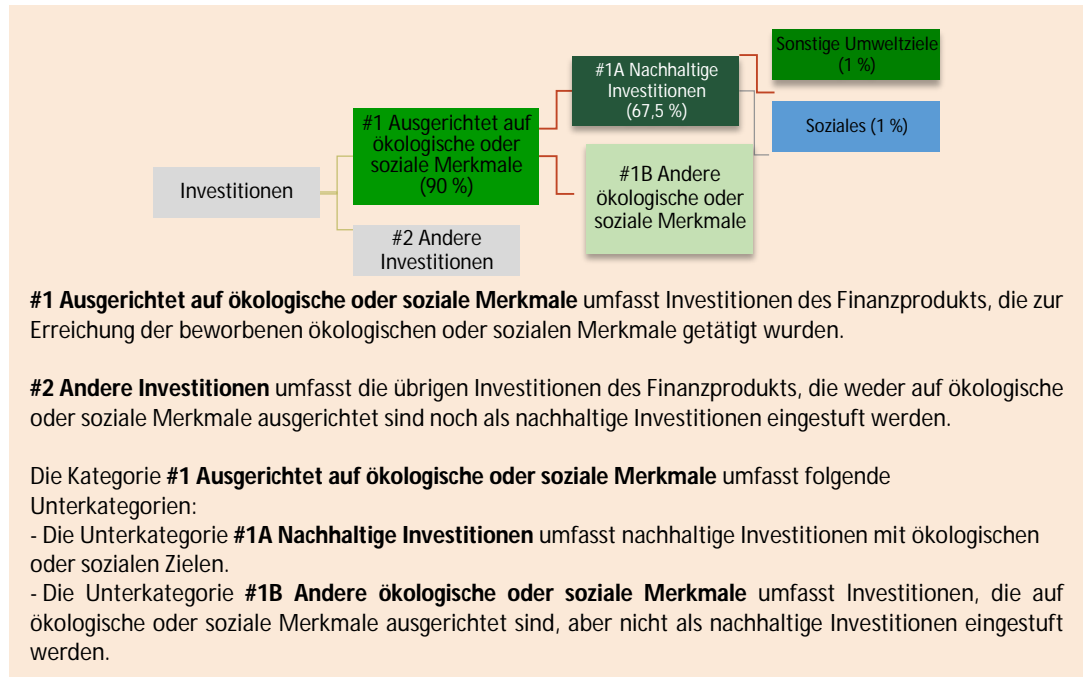 Investitionen
#1 Ausgerichtet auf
ökologische oder
soziale Merkmale
(90 %)
#2 Andere
Investitionen
#1A Nachhaltige
Investitionen
(67,5 %)
#1B Andere
ökologische oder
soziale Merkmale
Sonstige Umweltziele
(1 %)
Soziales (1 %)
#1 Ausgerichtet auf ökologische oder soziale Merkmale umfasst Investitionen des Finanzprodukts, die zur
Erreichung der beworbenen ökologischen oder sozialen Merkmale getätigt wurden.
#2 Andere Investitionen umfasst die übrigen Investitionen des Finanzprodukts, die weder auf ökologische
oder soziale Merkmale ausgerichtet sind noch als nachhaltige Investitionen eingestuft werden.
Die Kategorie #1 Ausgerichtet auf ökologische oder soziale Merkmale umfasst folgende
Unterkategorien:
- Die Unterkategorie #1A Nachhaltige Investitionen umfasst nachhaltige Investitionen mit ökologischen
oder sozialen Zielen.
- Die Unterkategorie #1B Andere ökologische oder soziale Merkmale umfasst Investitionen, die auf
ökologische oder soziale Merkmale ausgerichtet sind, aber nicht als nachhaltige Investitionen eingestuft
werden.